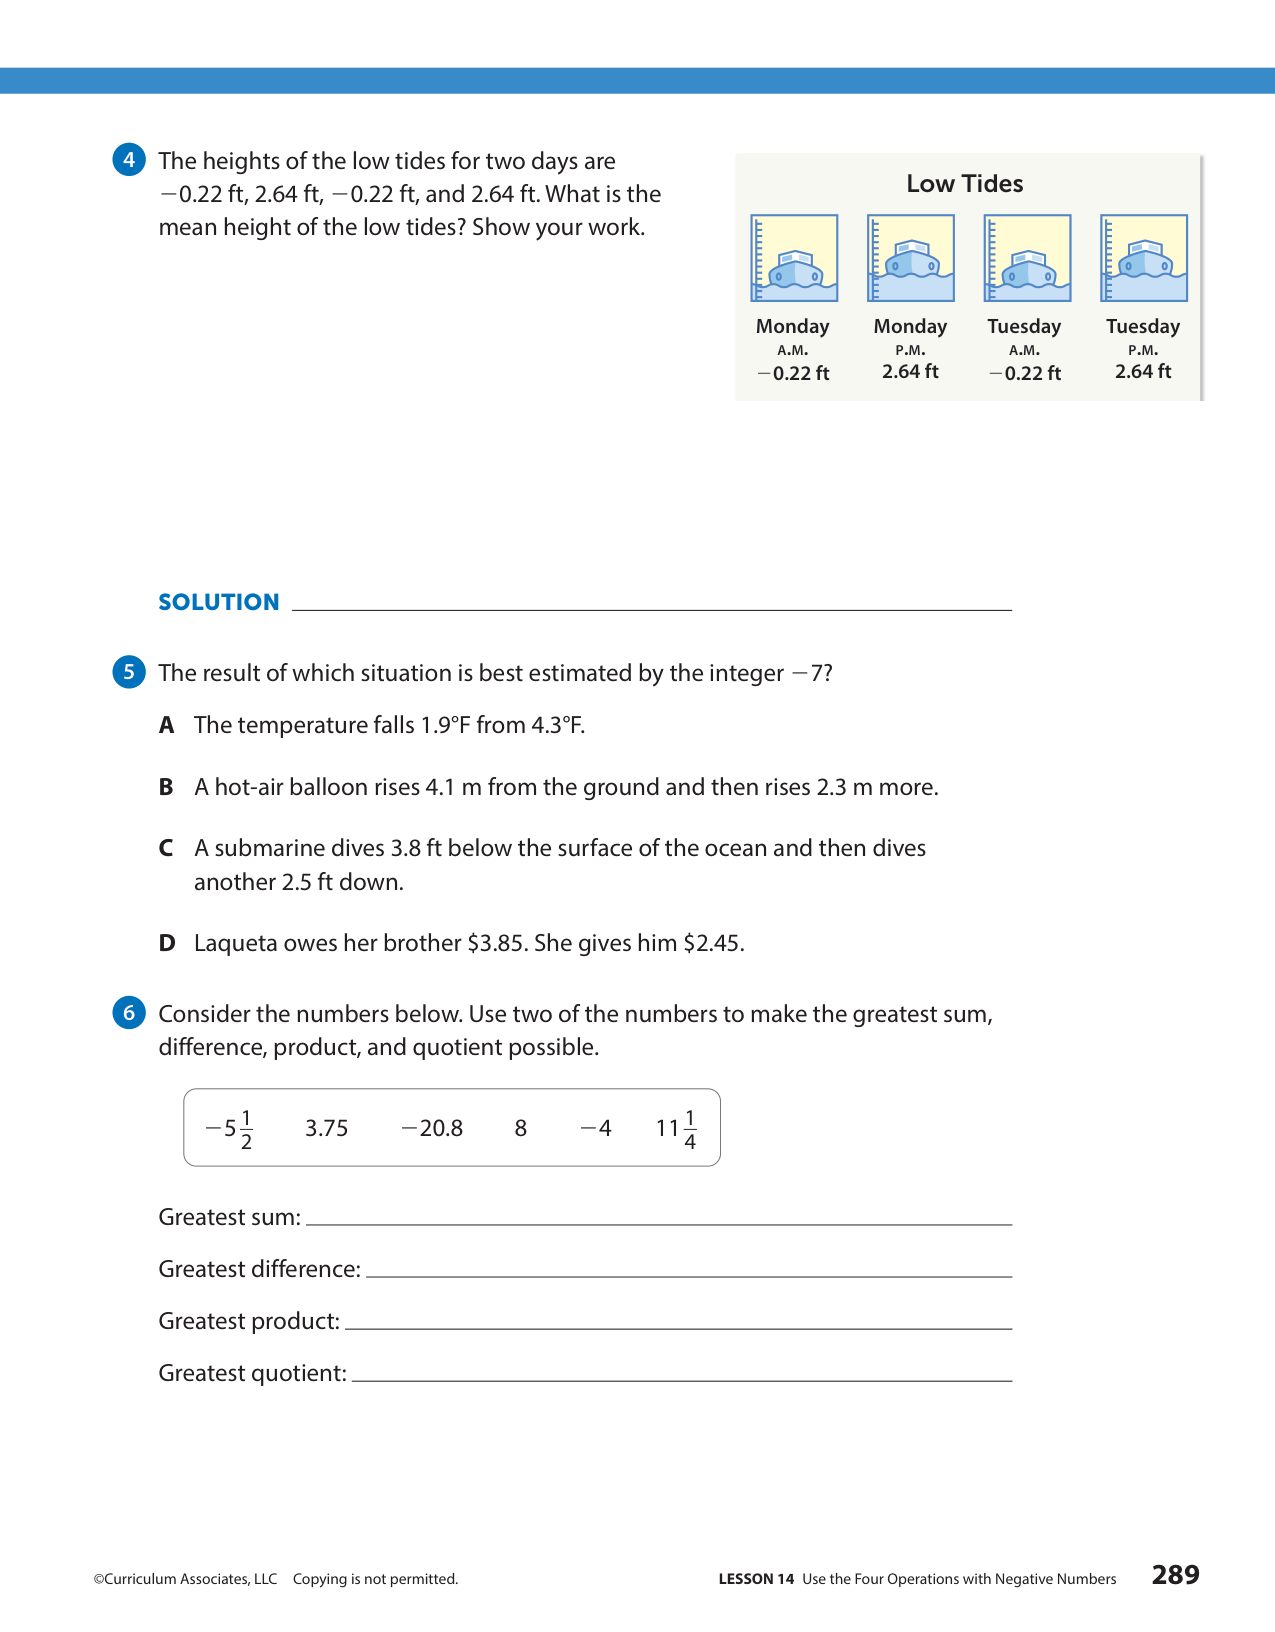 4 The heights of the low tides for two days are
−0.22 ft, 2.64 ft, −0.22 ft, and 2.64 ft. What is the
mean height of the low tides? Show your work.
Low Tides
Monday Monday Tuesday Tuesday
A.M. P.M. A.M. P.M.
−0.22 ft 2.64 ft −0.22 ft 2.64 ft
SOLUTION
5 The result of which situation is best estimated by the integer −7?
A The temperature falls 1.9°F from 4.3°F.
B A hot-air balloon rises 4.1 m from the ground and then rises 2.3 m more.
C A submarine dives 3.8 ft below the surface of the ocean and then dives
another 2.5 ft down.
D Laqueta owes her brother $3.85. She gives him $2.45.
6 Consider the numbers below. Use two of the numbers to make the greatest sum,
difference, product, and quotient possible.
−5 1/2 3.75 −20.8 8 −4 11 1/4
Greatest sum:
Greatest difference:
Greatest product:
Greatest quotient:
©Curriculum Associates, LLC Copying is not permitted. LESSON 14 Use the Four Operations with Negative Numbers 289